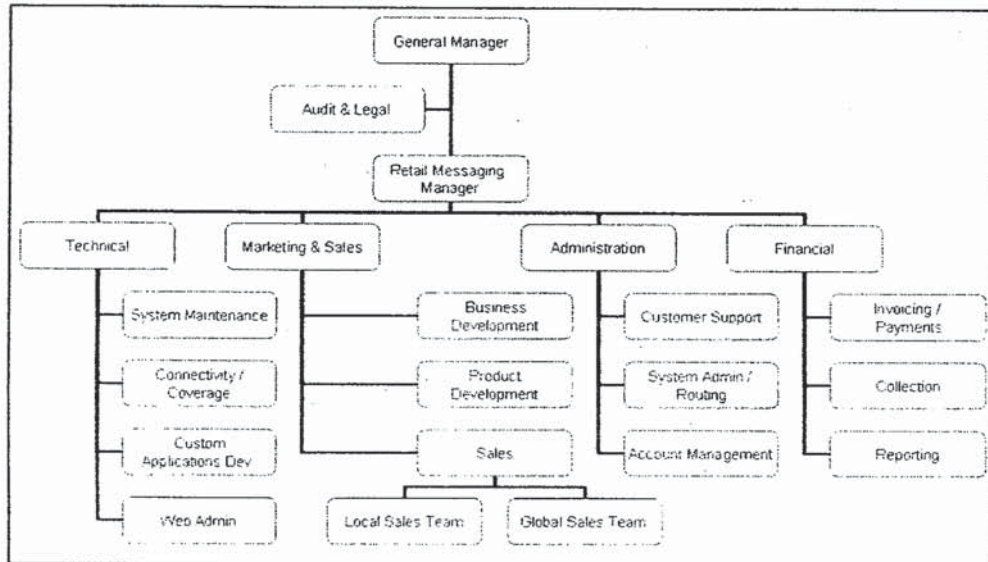 General Manager
Audit & Legal
Retail Messaging
Manager
Technical
Marketing & Sales
Administration
Financial
System Maintenance
Business
Development
Customer Support
Invoicing /
Payments
Connectivity /
Coverage
Product
Development
System Admin /
Routing
Collection
Custom
Applications Dev
Sales
Account Management
Reporting
Web Admin
Local Sales Team
Global Sales Team